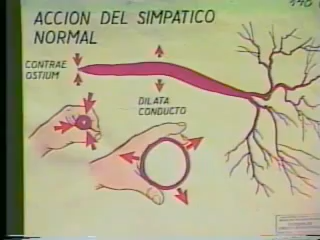 ACCION DEL SIMPATICO
NORMAL
CONTRAE
OSTIUM
DILATA
CONDUCTO